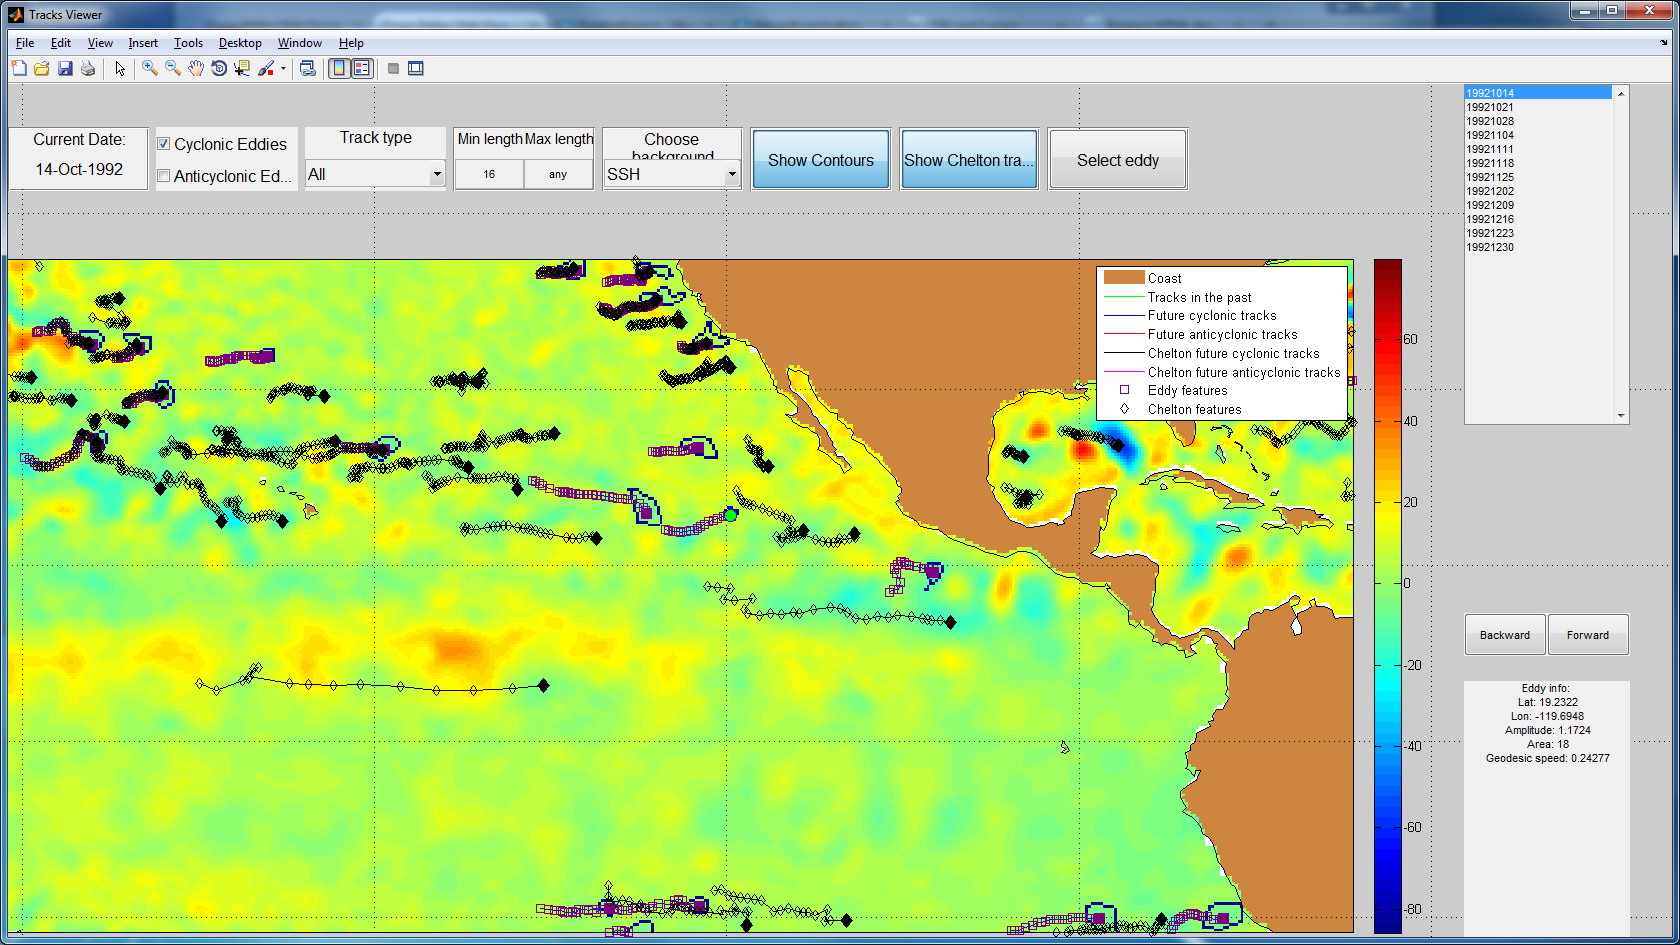 Tracks Viewer
File Edit View Insert Tools Desktop Window Help
Current Date:
14-Oct-1992
Cyclonic Eddies
Anticyclonic Ed...
Track type
All
Min length Max length
16 any
Choose
background
SSH
Show Contours
Show Chelton tra...
Select eddy
19921014
19921021
19921028
19921104
19921111
19921118
19921125
19921202
19921209
19921216
19921223
19921230
Coast
Tracks in the past
Future cyclonic tracks
Future anticyclonic tracks
Chelton future cyclonic tracks
Chelton future anticyclonic tracks
Eddy features
Chelton features
60
40
20
0
-20
-40
-60
-80
Backward Forward
Eddy info:
Lat: 19.2322
Lon: -119.6948
Amplitude: 1.1724
Area: 18
Geodesic speed: 0.24277